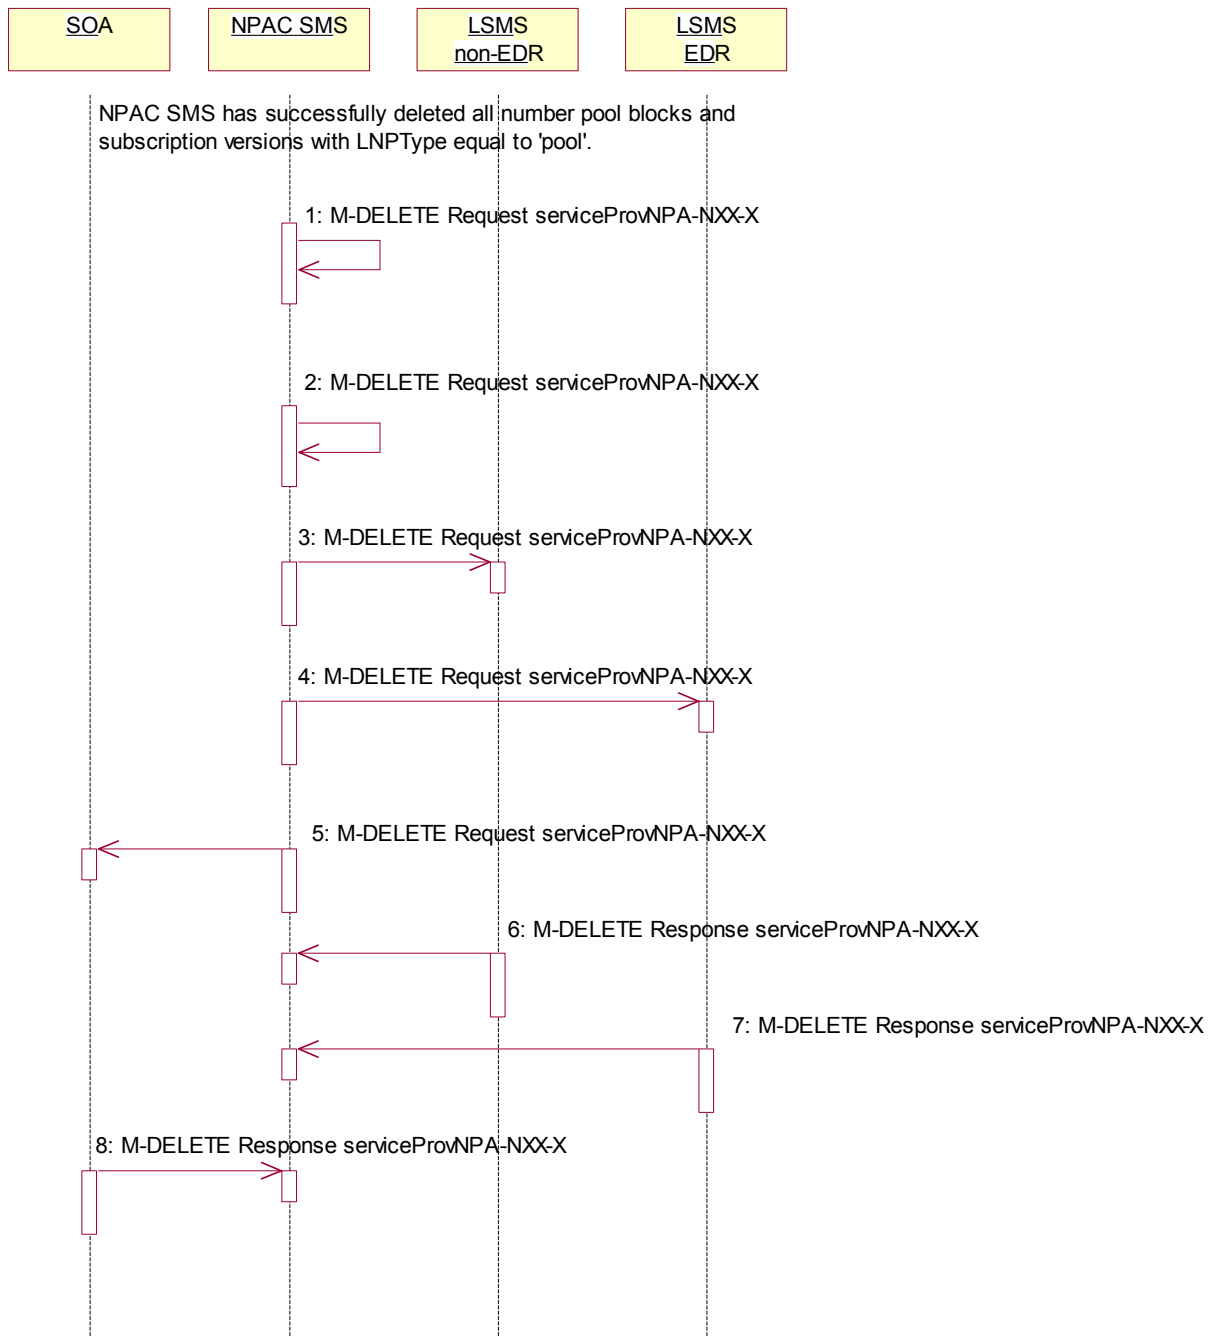 SOA
NPAC SMS
LSMS
non-EDR
LSMS
EDR
NPAC SMS has successfully deleted all number pool blocks and
subscription versions with LNPType equal to 'pool'.
1: M-DELETE Request serviceProvNPA-NXX-X
2: M-DELETE Request serviceProvNPA-NXX-X
3: M-DELETE Request serviceProvNPA-NXX-X
4: M-DELETE Request serviceProvNPA-NXX-X
5: M-DELETE Request serviceProvNPA-NXX-X
6: M-DELETE Response serviceProvNPA-NXX-X
7: M-DELETE Response serviceProvNPA-NXX-X
8: M-DELETE Response serviceProvNPA-NXX-X